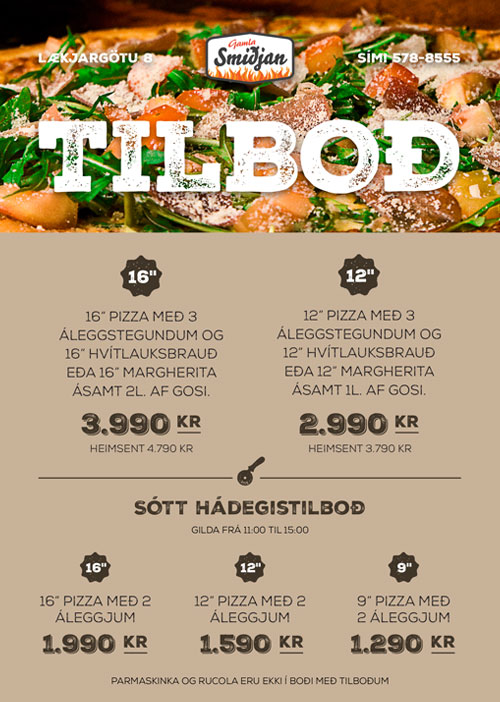 LÆKJARGÖTU 8
Gamla
Smiðjan
SÍMI 578-8555
TILBOÐ
16"
16" PIZZA MEÐ 3
ÁLEGGSTEGUNDUM OG
16" HVÍTLAUKSBRAUÐ
EÐA 16" MARGHERITA
ÁSAMT 2L. AF GOSI.
3.990 KR
HEIMSENT 4.790 KR
12"
12" PIZZA MEÐ 3
ÁLEGGSTEGUNDUM OG
12" HVÍTLAUKSBRAUÐ
EÐA 12" MARGHERITA
ÁSAMT 1L. AF GOSI.
2.990 KR
HEIMSENT 3.790 KR
SÓTT HÁDEGISTILBOÐ
GILDA FRÁ 11:00 TIL 15:00
16"
16" PIZZA MEÐ 2
ÁLEGGJUM
1.990 KR
12"
12" PIZZA MEÐ 2
ÁLEGGJUM
1.590 KR
9"
9" PIZZA MEÐ
2 ÁLEGGJUM
1.290 KR
PARMASKINKA OG RUCOLA ERU EKKI Í BOÐI MEÐ TILBOÐUM